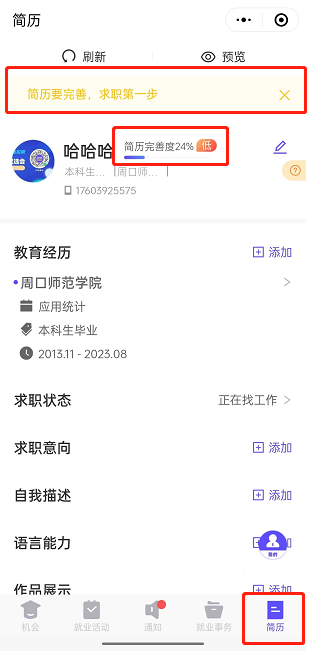 简历
刷新 预览
简历要完善，求职第一步
哈哈哈 简历完善度24% 低
本科生... 周口师...
17603925575
教育经历 添加
周口师范学院
应用统计
本科生毕业
2013.11 - 2023.08
求职状态 正在找工作
求职意向 添加
自我描述 添加
语言能力
我的
作品展示 添加
机会 就业活动 通知 就业事务 简历